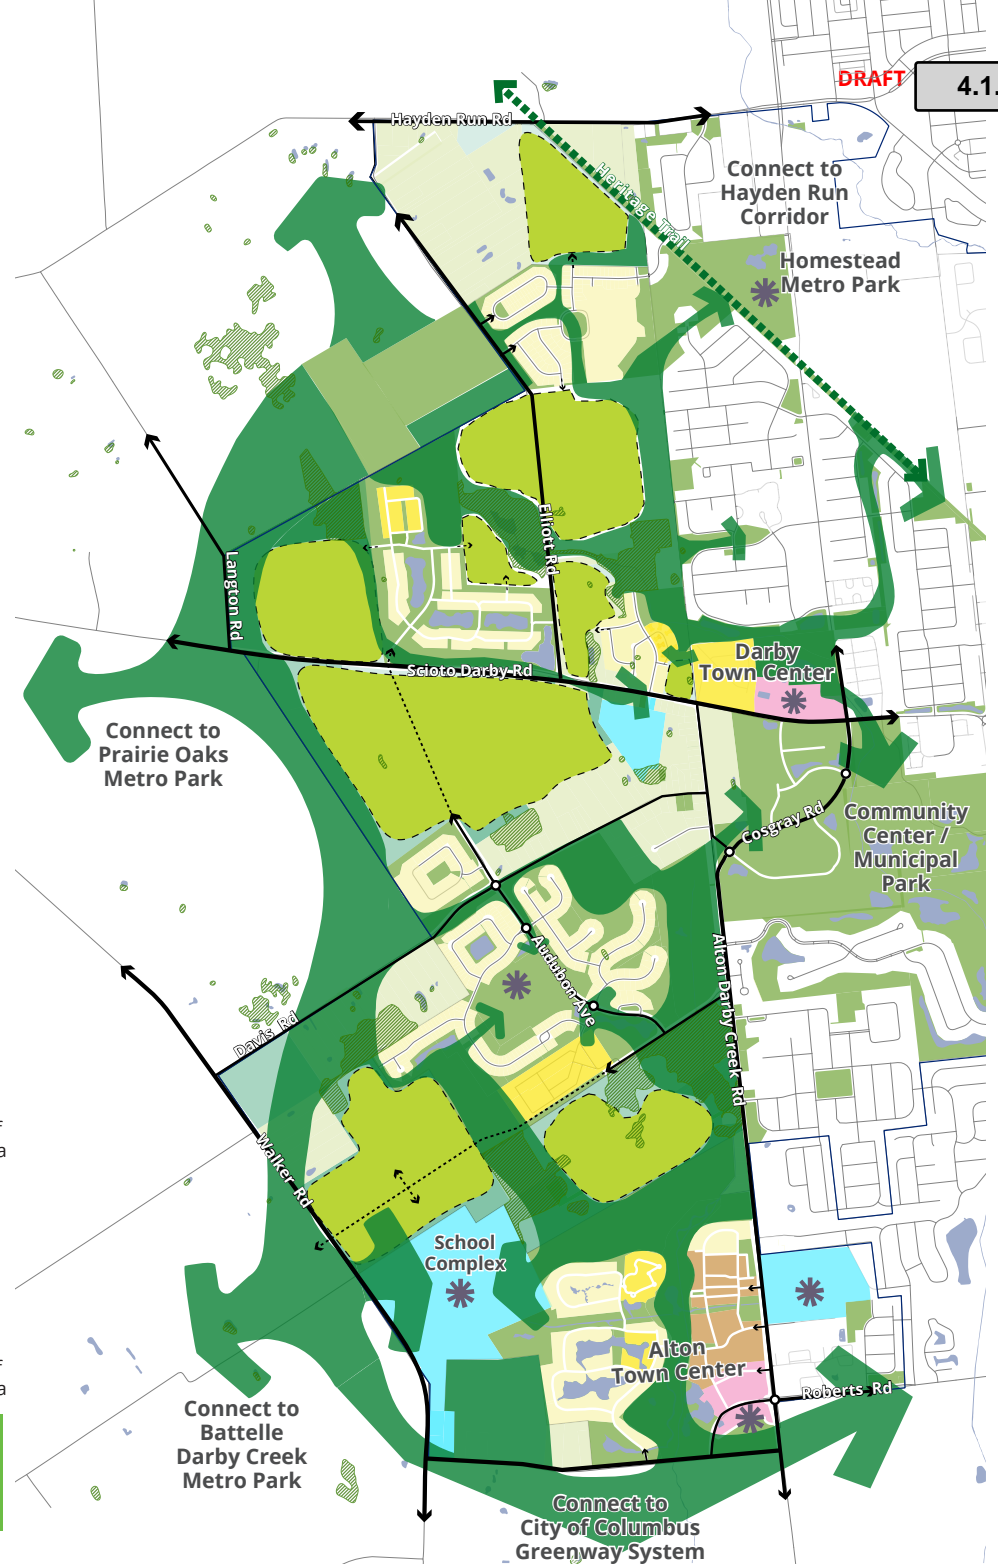 DRAFT
4.1.
Hayden Run Rd
Heritage Trail
Connect to
Hayden Run
Corridor
Homestead
Metro Park
Elliott Rd
Langton Rd
Scioto Darby Rd
Darby
Town Center
Connect to
Prairie Oaks
Metro Park
Cosgray Rd
Community
Center /
Municipal
Park
Audubon Ave
Alton Darby Creek Rd
Davis Rd
f
a
Walker Rd
School
Complex
Alton
Town Center
f
a
Roberts Rd
Connect to
Battelle
Darby Creek
Metro Park
Connect to
City of Columbus
Greenway System